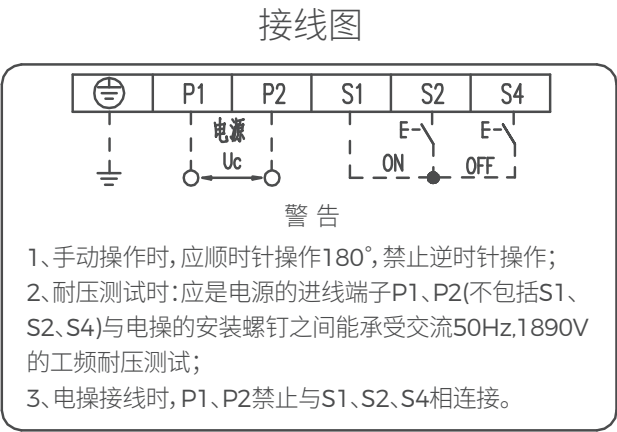 接线图
P1 P2 S1 S2 S4
电源 E- E-
Uc ON OFF
警 告
1、手动操作时,应顺时针操作180°,禁止逆时针操作；
2、耐压测试时：应是电源的进线端子P1、P2(不包括S1、
S2、S4)与电操的安装螺钉之间能承受交流50Hz,1890V
的工频耐压测试；
3、电操接线时,P1、P2禁止与S1、S2、S4相连接。